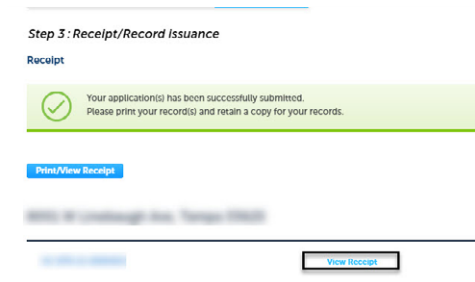 Step 3 : Receipt/Record issuance
Receipt
Your application(s) has been successfully submitted.
Please print your record(s) and retain a copy for your records.
Print/View Receipt
View Receipt